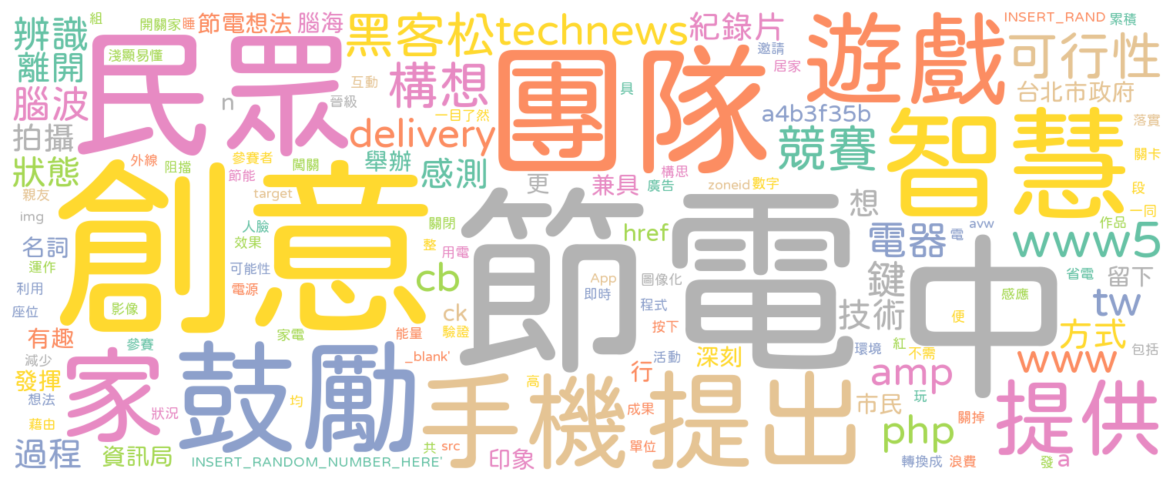 辨識 開關家 睡 節電想法 腦海 黑客松 technews 紀錄片 INSERT_RAND 累積
組 淺顯易懂 民眾 團隊 邀請 遊戲 可行性
離開 互動 構想 居家
腦波 n 晉級 一目了然 具 a4b3f35b 台北市政府
拍攝 外線 阻擋 參賽者 闖關 delivery 構思 競賽 智慧 落實
狀態 節能 舉辦 感測 更 兼具 廣告 zoneid 數字 關卡
親友 target 段
img 創意 人臉 關閉 節電 href 想 電器 電 avw 作品 一同
名詞 效果 整 用電 中 www5
運作 可能性 cb App 圖像化 鍵 省電 留下
利用 電源 即時 感應 tw
座位 影像 ck 程式 技術 便
有趣 參賽 家電 能量 驗證 按下 方式
減少 家 鼓勵 _blank' 活動 深刻 環境 紅 不需 www 包括
發揮 手機 高 行 提出 amp 提供
想法 狀況 均 成果 市民 玩
藉由 共 src 單位 php 關掉
過程 資訊局 INSERT_RANDOM_NUMBER_HERE' 印象 轉換成 浪費 發 a